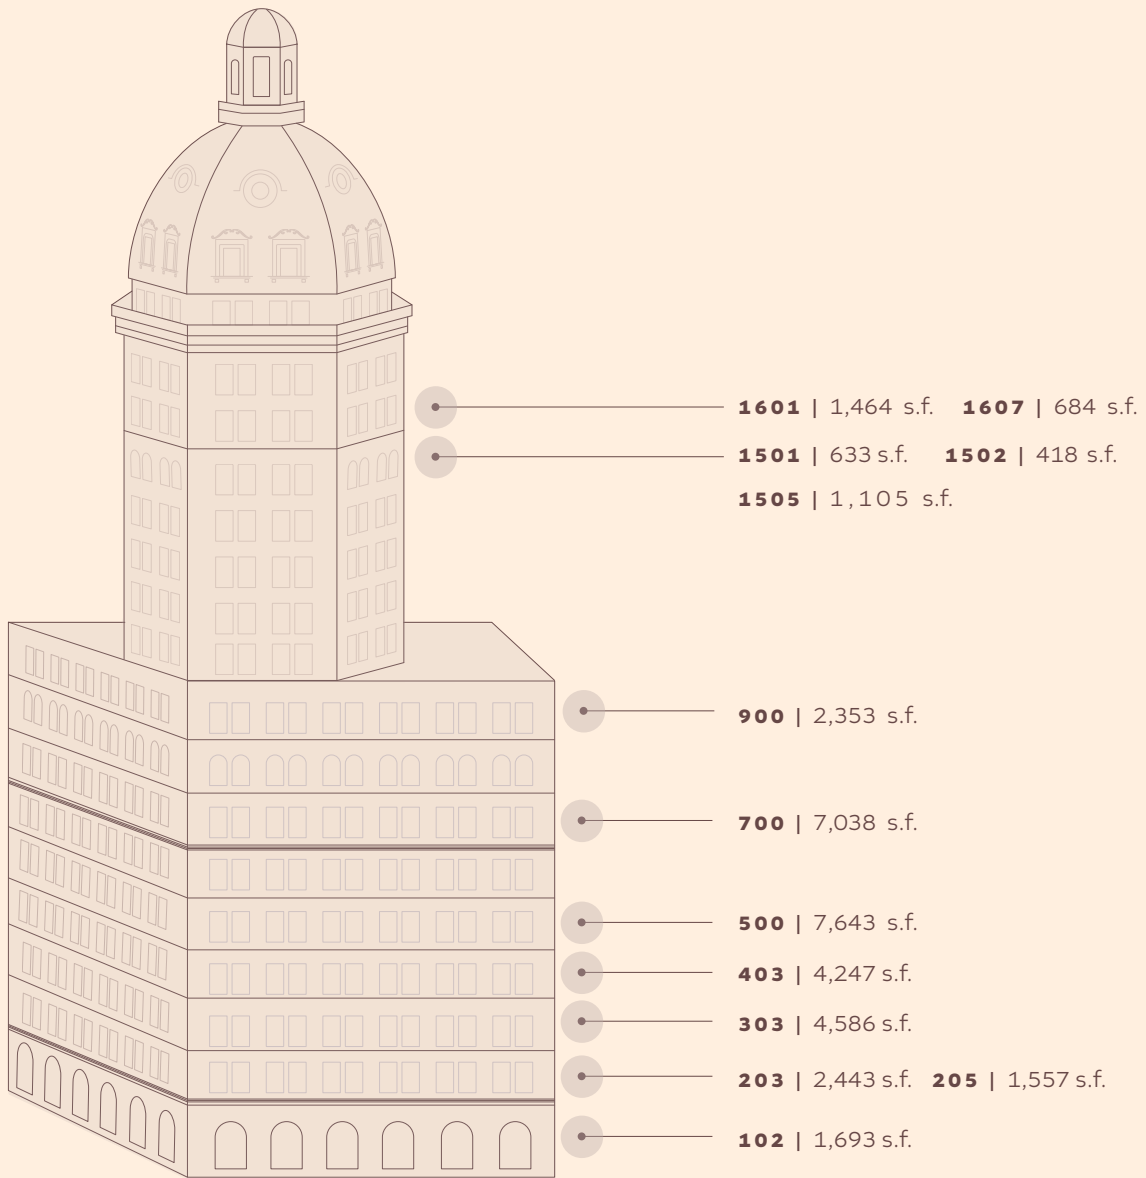 1601 | 1,464 s.f. 1607 | 684 s.f.
1501 | 633 s.f. 1502 | 418 s.f.
1505 | 1,105 s.f.
900 | 2,353 s.f.
700 | 7,038 s.f.
500 | 7,643 s.f.
403 | 4,247 s.f.
303 | 4,586 s.f.
203 | 2,443 s.f. 205 | 1,557 s.f.
102 | 1,693 s.f.